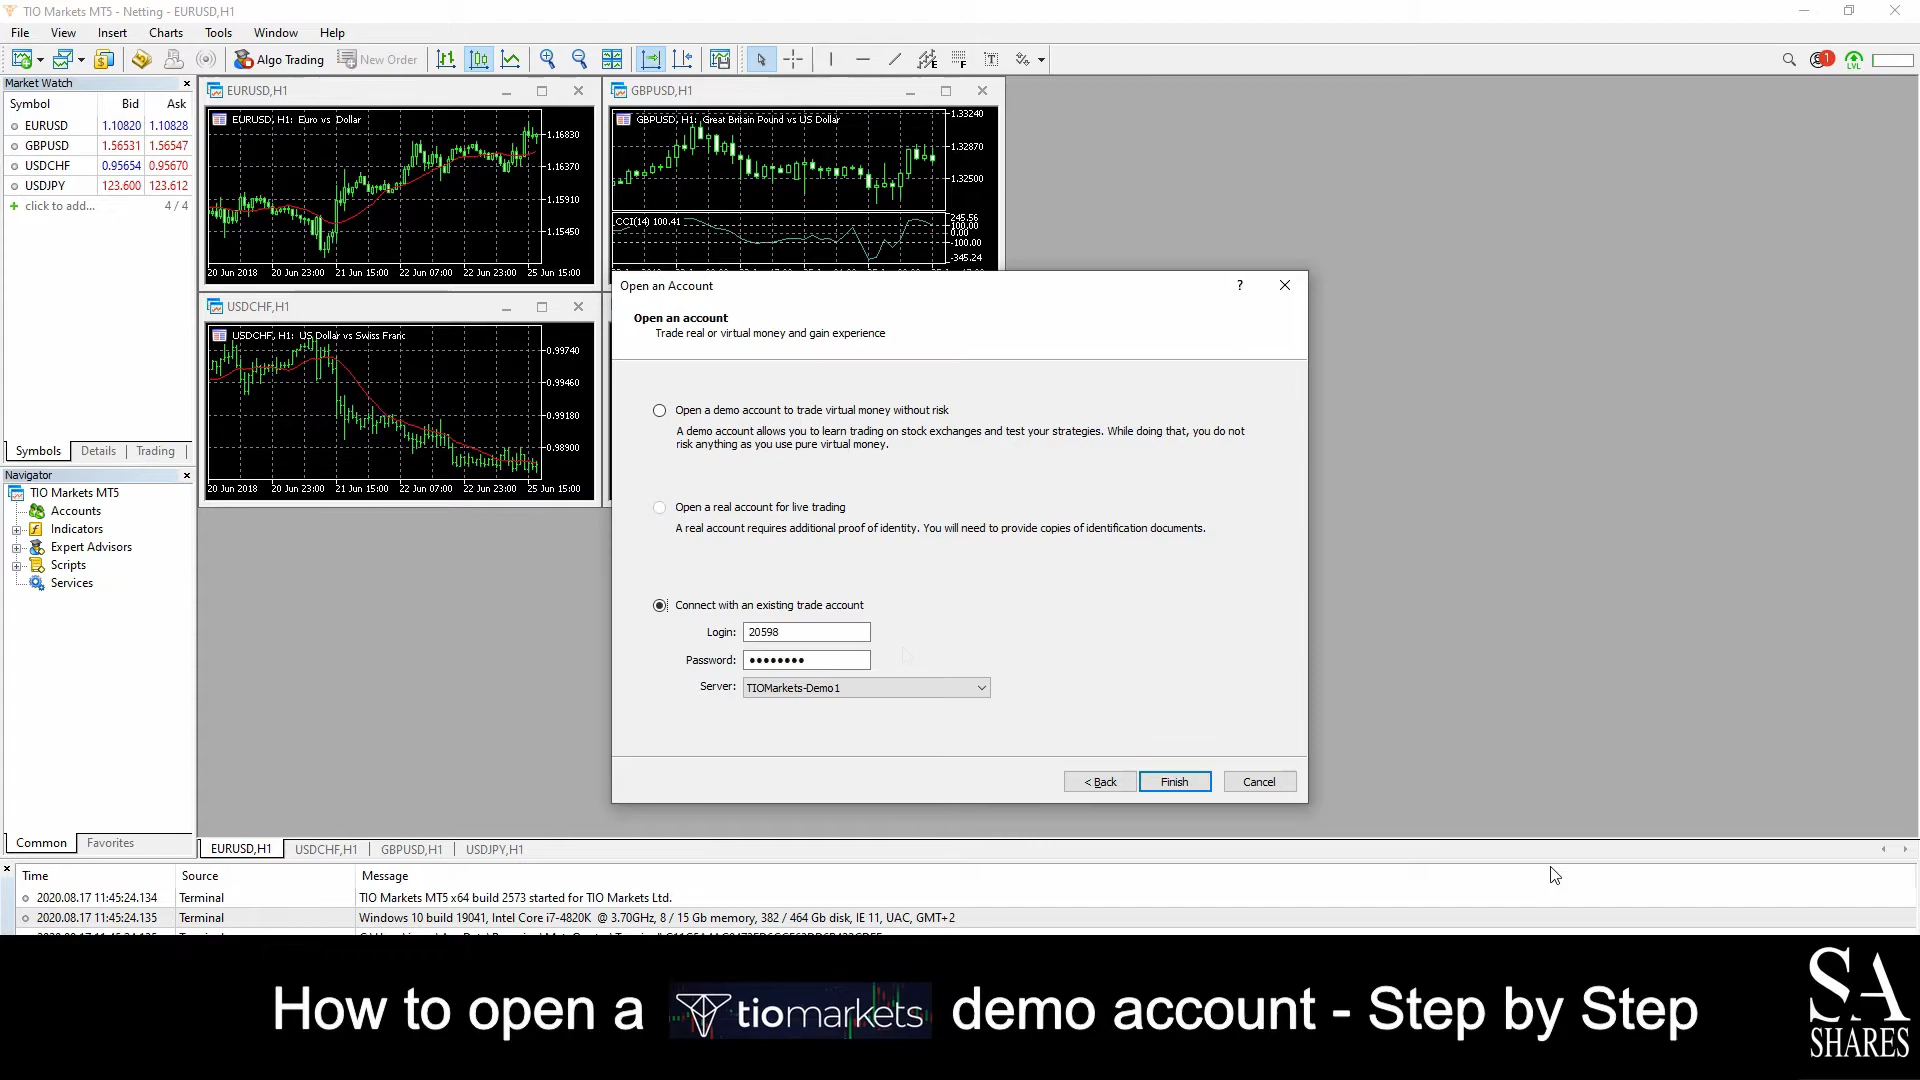 TIO Markets MT5 - Netting - EURUSD,H1
File View Insert Charts Tools Window Help
Algo Trading New Order
1
LVL
Market Watch
Symbol Bid Ask
EURUSD 1.10820 1.10828
GBPUSD 1.56531 1.56547
USDCHF 0.95654 0.95670
USDJPY 123.600 123.612
click to add... 4 / 4
Symbols Details Trading
Navigator
TIO Markets MT5
Accounts
Indicators
Expert Advisors
Scripts
Services
Common Favorites
EURUSD,H1
EURUSD, H1: Euro vs Dollar
1.16830
1.16370
1.15910
1.15450
20 Jun 2018 20 Jun 23:00 21 Jun 15:00 22 Jun 07:00 22 Jun 23:00 25 Jun 15:00
GBPUSD,H1
GBPUSD, H1: Great Britain Pound vs US Dollar
1.33240
1.32870
1.32500
CCI(14) 100.41
245.56
100.00
0.00
-100.00
-345.24
USDCHF,H1
USDCHF, H1: US Dollar vs Swiss Franc
0.99740
0.99460
0.99180
0.98900
20 Jun 2018 20 Jun 23:00 21 Jun 15:00 22 Jun 07:00 22 Jun 23:00 25 Jun 15:00
Open an Account ?
Open an account
Trade real or virtual money and gain experience
Open a demo account to trade virtual money without risk
A demo account allows you to learn trading on stock exchanges and test your strategies. While doing that, you do not
risk anything as you use pure virtual money.
Open a real account for live trading
A real account requires additional proof of identity. You will need to provide copies of identification documents.
Connect with an existing trade account
Login: 20598
Password: ●●●●●●●●
Server: TIOMarkets-Demo1
< Back Finish Cancel
EURUSD,H1 USDCHF,H1 GBPUSD,H1 USDJPY,H1
Time Source Message
2020.08.17 11:45:24.134 Terminal TIO Markets MT5 x64 build 2573 started for TIO Markets Ltd.
2020.08.17 11:45:24.135 Terminal Windows 10 build 19041, Intel Core i7-4820K @ 3.70GHz, 8 / 15 Gb memory, 382 / 464 Gb disk, IE 11, UAC, GMT+2
How to open a tiomarkets demo account - Step by Step
SA
SHARES